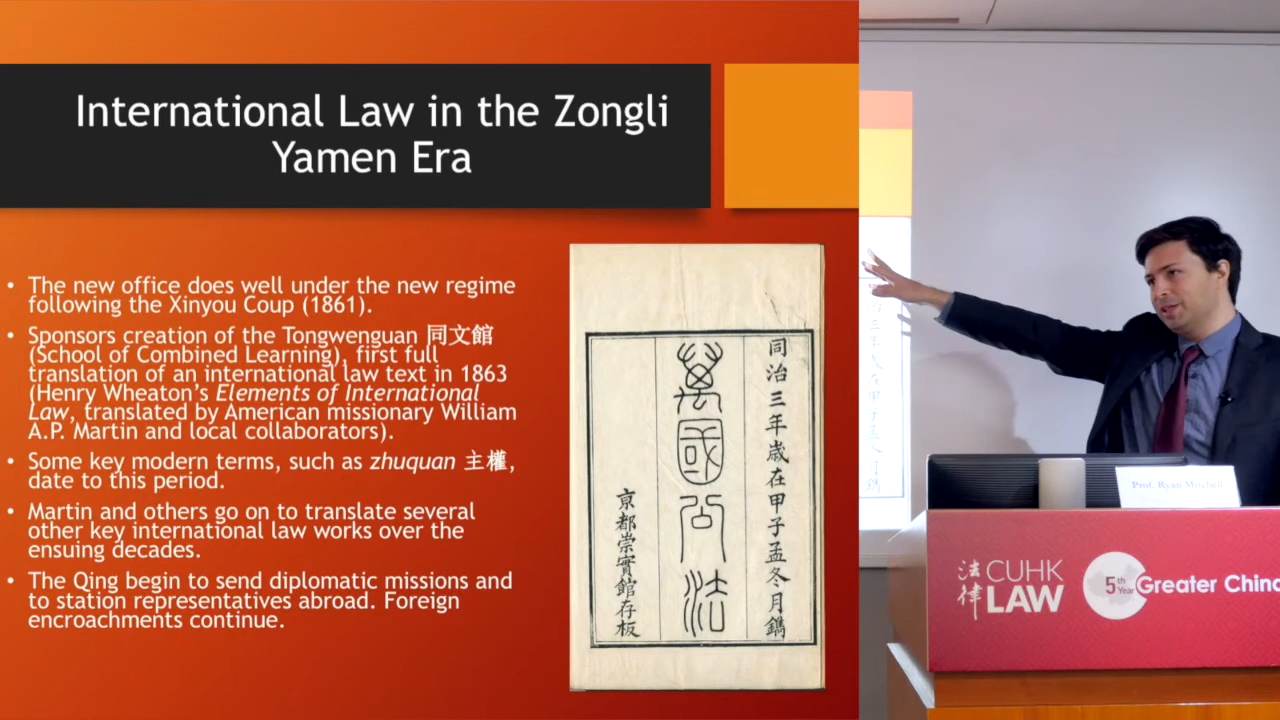 International Law in the Zongli
Yamen Era
• The new office does well under the new regime
following the Xinyou Coup (1861).
• Sponsors creation of the Tongwenguan 同文館
(School of Combined Learning), first full
translation of an international law text in 1863
(Henry Wheaton's Elements of International
Law, translated by American missionary William
A.P. Martin and local collaborators).
• Some key modern terms, such as zhuquan 主權,
date to this period.
• Martin and others go on to translate several
other key international law works over the
ensuing decades.
• The Qing begin to send diplomatic missions and
to station representatives abroad. Foreign
encroachments continue.
同治三年歲在甲子孟冬月鐫
萬國公法
亰都崇實館存板
Prof. Ryan Mitchell
法律
CUHK
LAW
5th
Year
Greater China